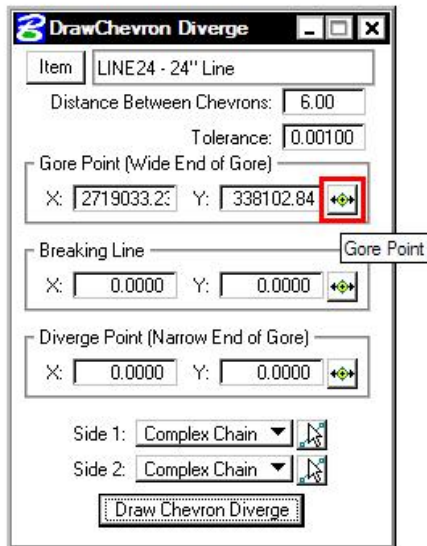 DrawChevron Diverge
Item LINE24 - 24" Line
Distance Between Chevrons: 6.00
Tolerance: 0.00100
Gore Point (Wide End of Gore)
X: 2719033.23 Y: 338102.84
Gore Point
Breaking Line
X: 0.0000 Y: 0.0000
Diverge Point (Narrow End of Gore)
X: 0.0000 Y: 0.0000
Side 1: Complex Chain
Side 2: Complex Chain
Draw Chevron Diverge